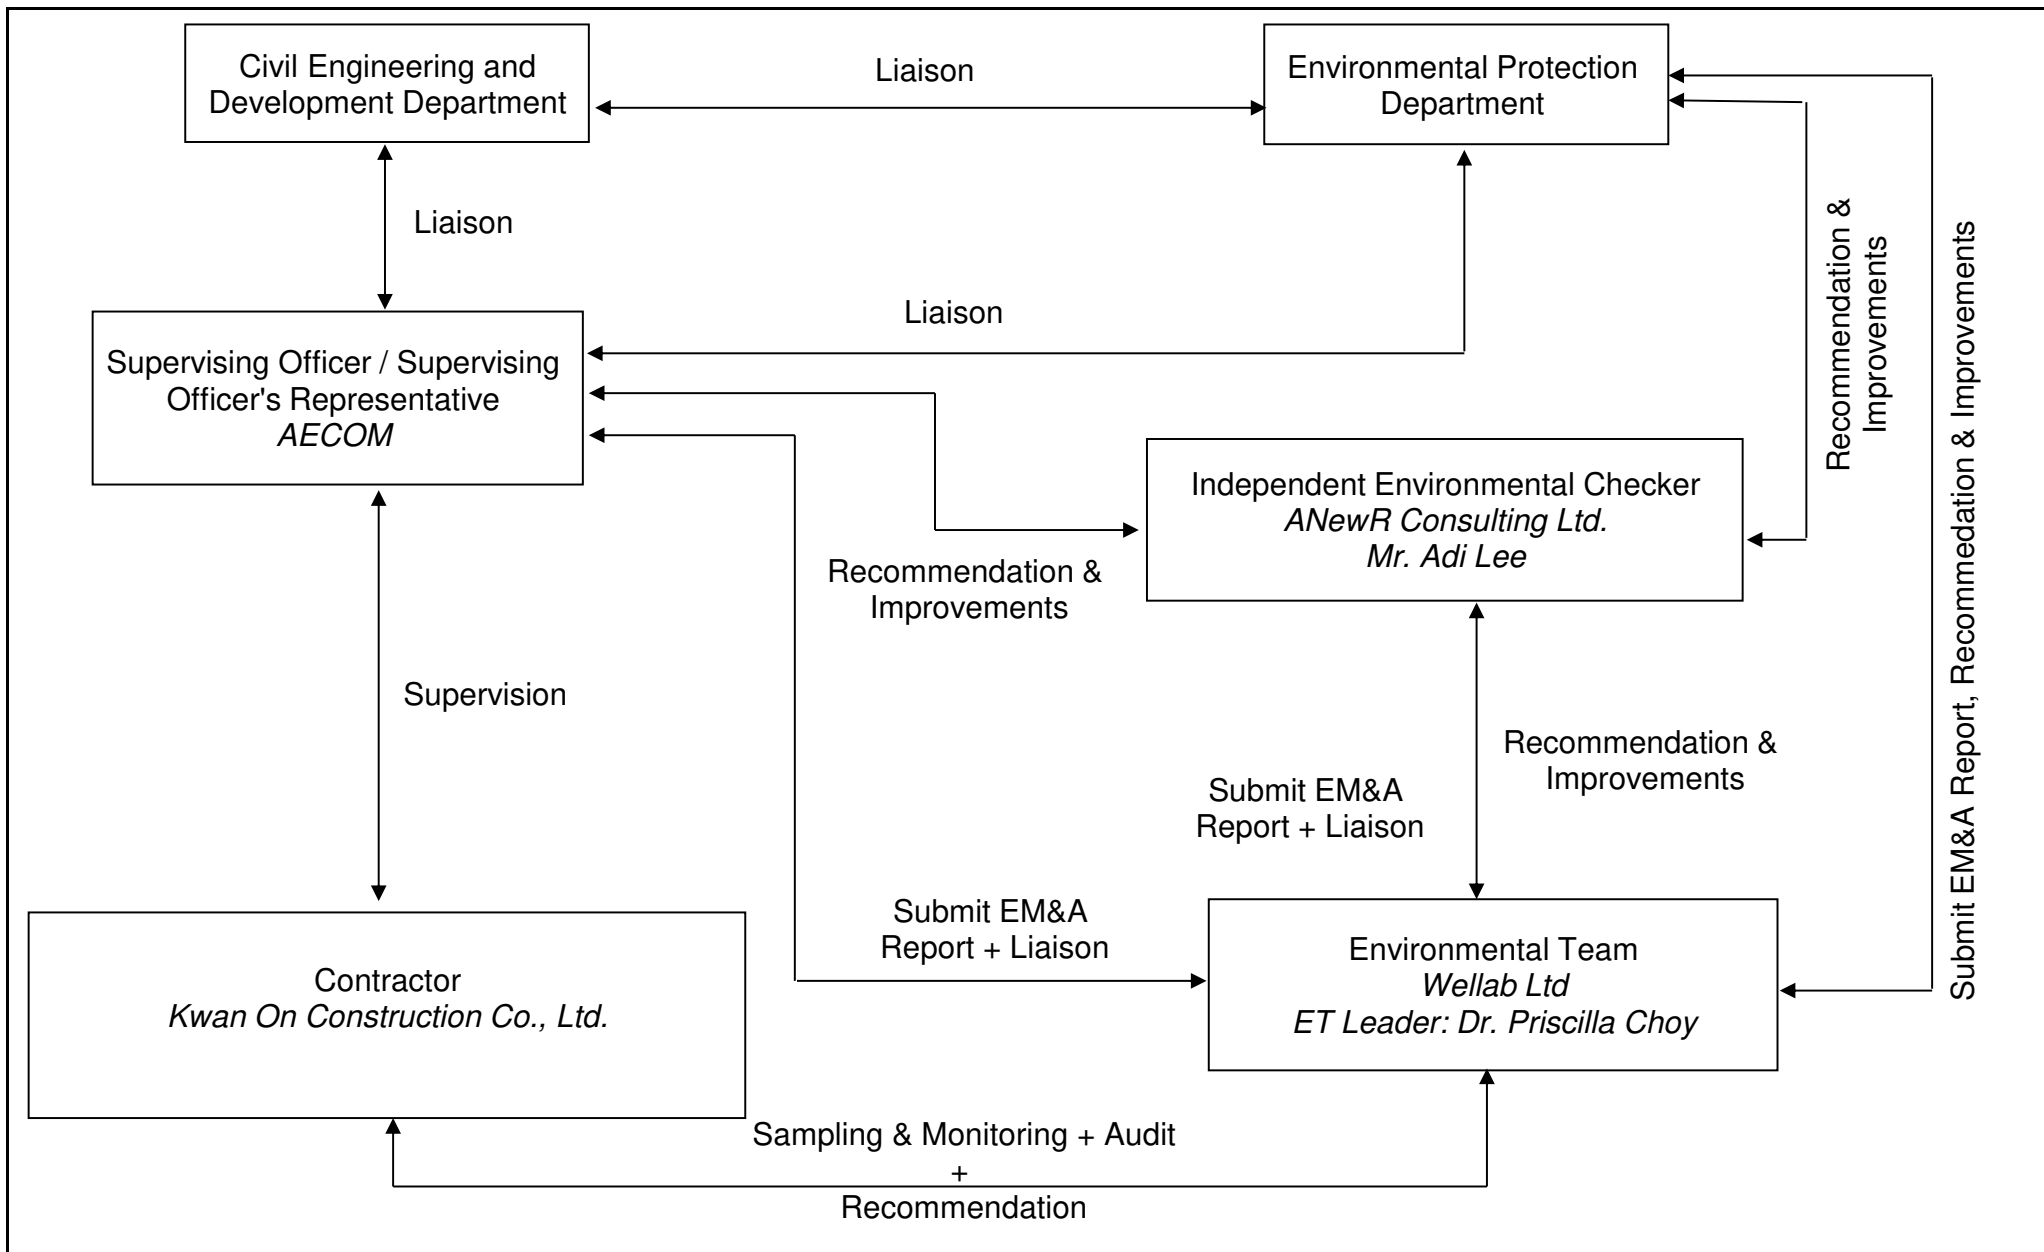 Civil Engineering and
Development Department
Liaison
Environmental Protection
Department
Liaison
Liaison
Supervising Officer / Supervising
Officer's Representative
AECOM
Recommendation &
Improvements
Submit EM&A Report, Recommedation & Improvements
Independent Environmental Checker
ANewR Consulting Ltd.
Mr. Adi Lee
Recommendation &
Improvements
Supervision
Recommendation &
Improvements
Submit EM&A
Report + Liaison
Submit EM&A
Report + Liaison
Contractor
Kwan On Construction Co., Ltd.
Environmental Team
Wellab Ltd
ET Leader: Dr. Priscilla Choy
Sampling & Monitoring + Audit
+
Recommendation